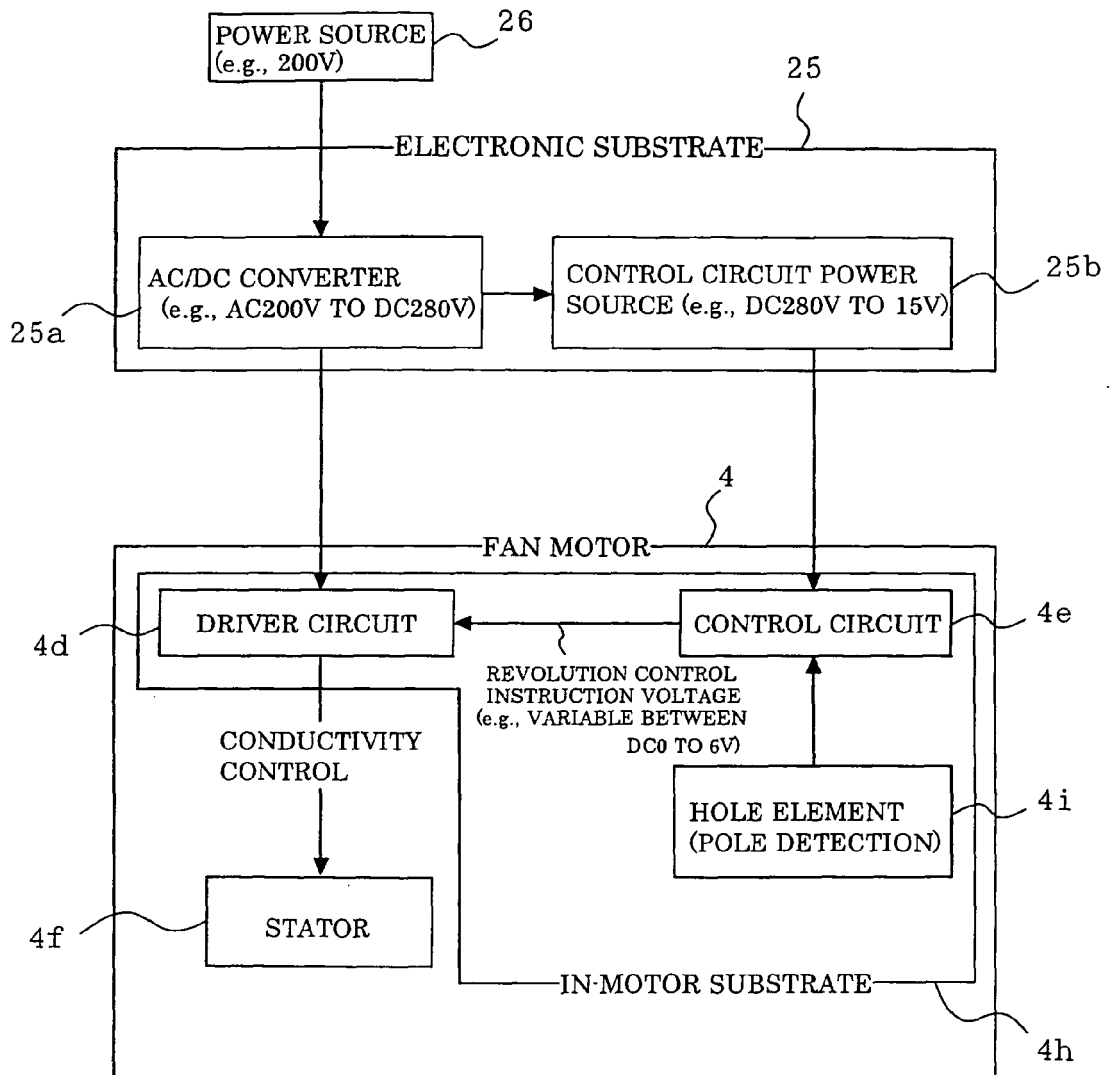 POWER SOURCE
(e.g., 200V)
26
25
ELECTRONIC SUBSTRATE
AC/DC CONVERTER
(e.g., AC200V TO DC280V)
25a
CONTROL CIRCUIT POWER
SOURCE (e.g., DC280V TO 15V)
25b
4
FAN MOTOR
DRIVER CIRCUIT
4d
CONTROL CIRCUIT
4e
REVOLUTION CONTROL
INSTRUCTION VOLTAGE
(e.g., VARIABLE BETWEEN
DC0 TO 6V)
CONDUCTIVITY
CONTROL
HOLE ELEMENT
(POLE DETECTION)
4i
STATOR
4f
IN-MOTOR SUBSTRATE
4h